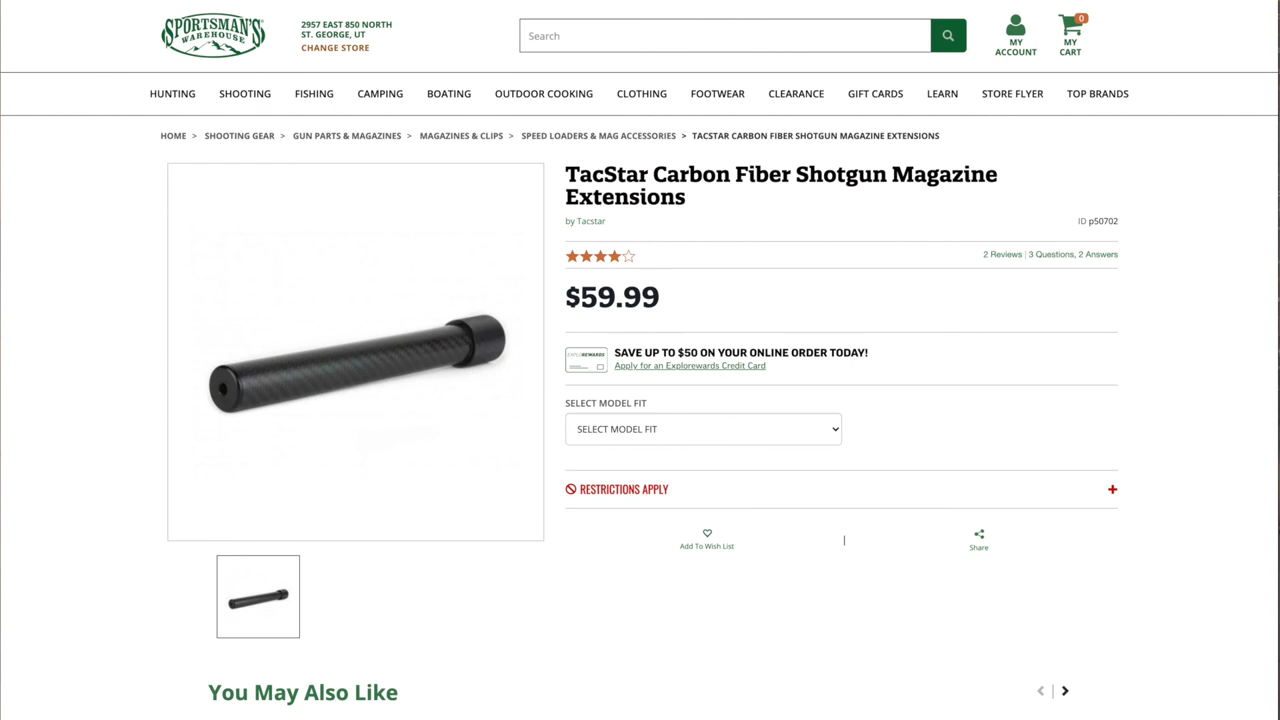 SPORTSMAN'S
WAREHOUSE
2957 EAST 850 NORTH
ST. GEORGE, UT
CHANGE STORE
Search
MY
ACCOUNT
0
MY
CART
HUNTING SHOOTING FISHING CAMPING BOATING OUTDOOR COOKING CLOTHING FOOTWEAR CLEARANCE GIFT CARDS LEARN STORE FLYER TOP BRANDS
HOME > SHOOTING GEAR > GUN PARTS & MAGAZINES > MAGAZINES & CLIPS > SPEED LOADERS & MAG ACCESSORIES > TACSTAR CARBON FIBER SHOTGUN MAGAZINE EXTENSIONS
TacStar Carbon Fiber Shotgun Magazine
Extensions
by Tacstar ID p50702
2 Reviews | 3 Questions, 2 Answers
$59.99
EXPLOREWARDS
SAVE UP TO $50 ON YOUR ONLINE ORDER TODAY!
Apply for an Explorewards Credit Card
SELECT MODEL FIT
SELECT MODEL FIT
RESTRICTIONS APPLY +
Add To Wish List | Share
You May Also Like